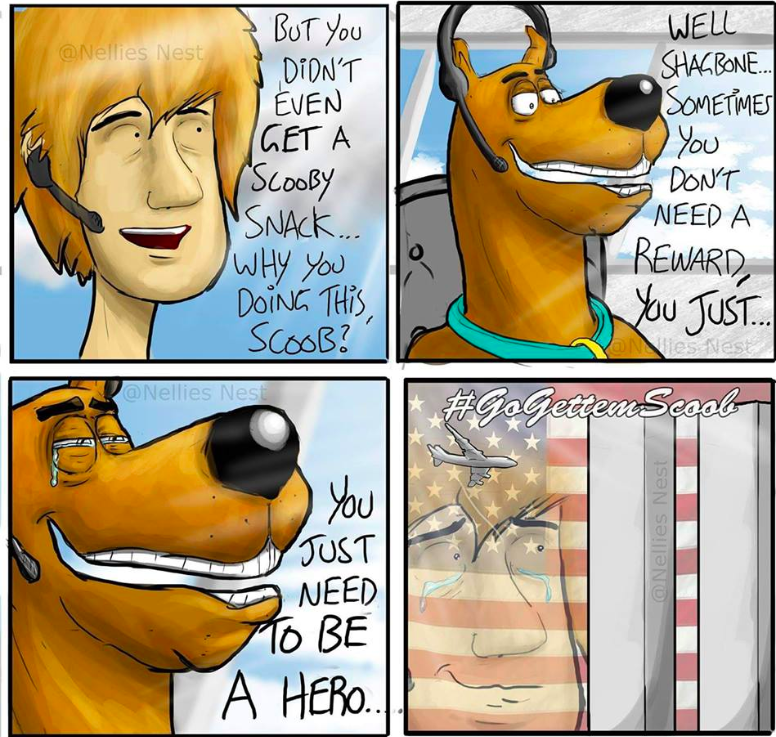 @Nellies Nest
BUT YOU
DIDN'T
EVEN
GET A
SCOOBY
SNACK...
WHY YOU
DOING THIS,
SCOOB?
WELL
SHAGBONE...
SOMETIMES
YOU
DON'T
NEED A
REWARD,
YOU JUST...
@Nellies Nest
@Nellies Nest
YOU
JUST
NEED
TO BE
A HERO.....
#GoGettemScoob
@Nellies Nest